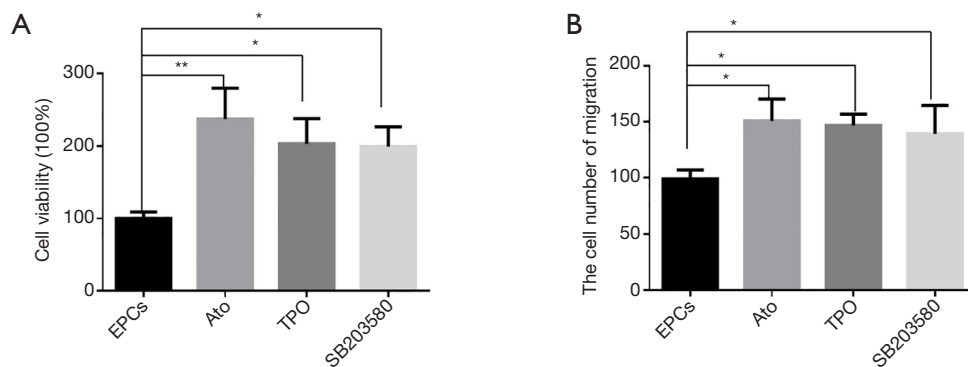 A
*
*
**
Cell viability (100%)
300
200
100
0
EPCs
Ato
TPO
SB203580
B
*
*
*
The cell number of migration
200
150
100
50
0
EPCs
Ato
TPO
SB203580